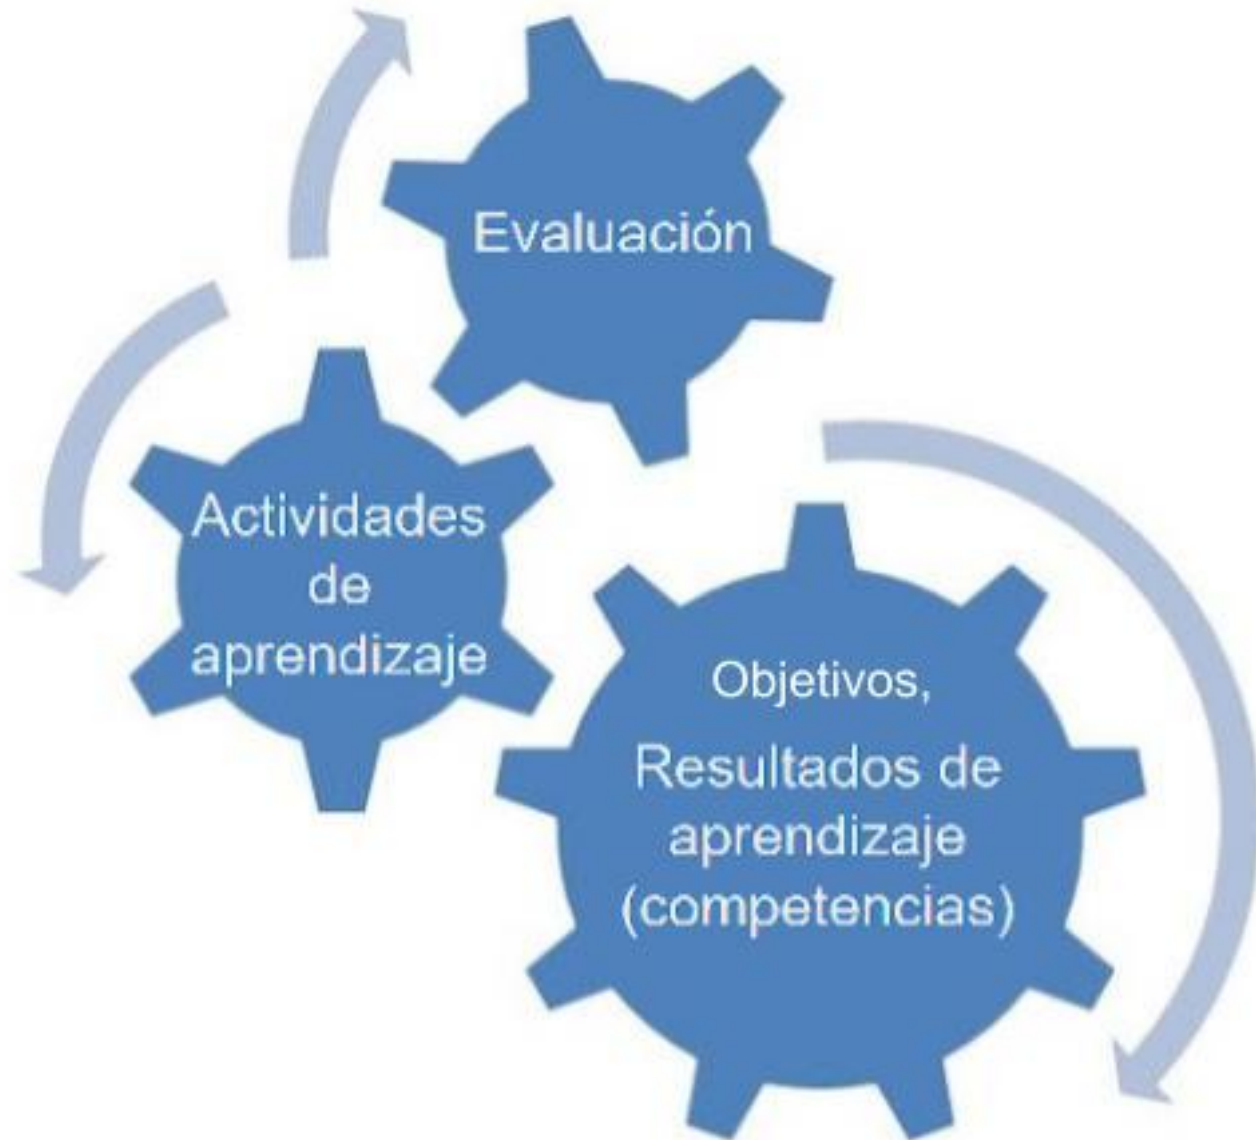 Evaluación
Actividades
de
aprendizaje
Objetivos,
Resultados de
aprendizaje
(competencias)